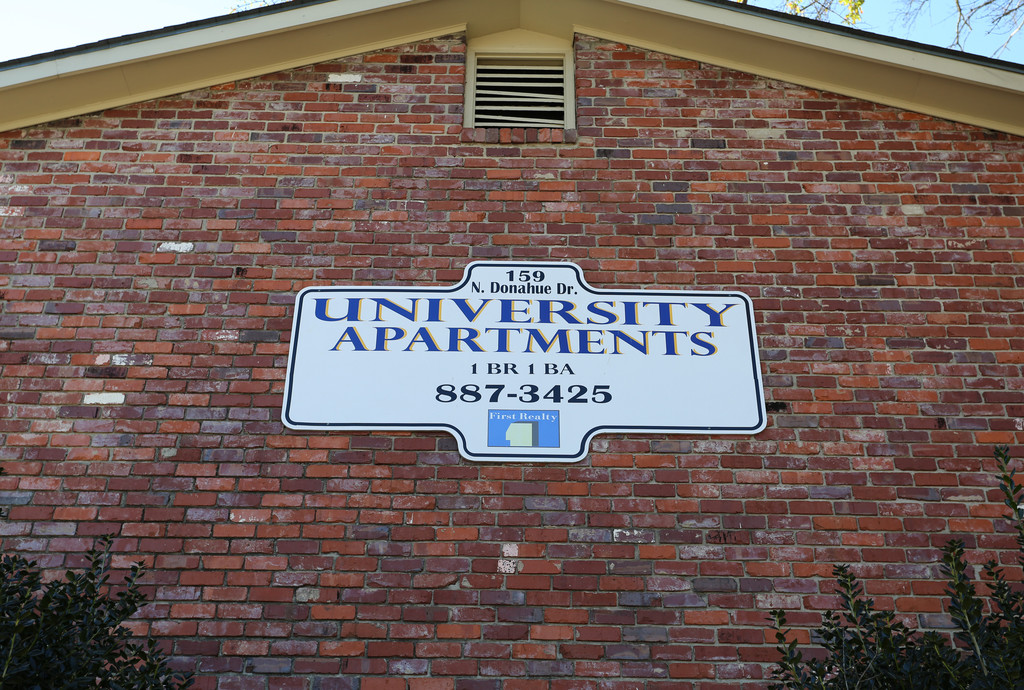 159
N. Donahue Dr.
UNIVERSITY
APARTMENTS
1 BR 1 BA
887-3425
First Realty